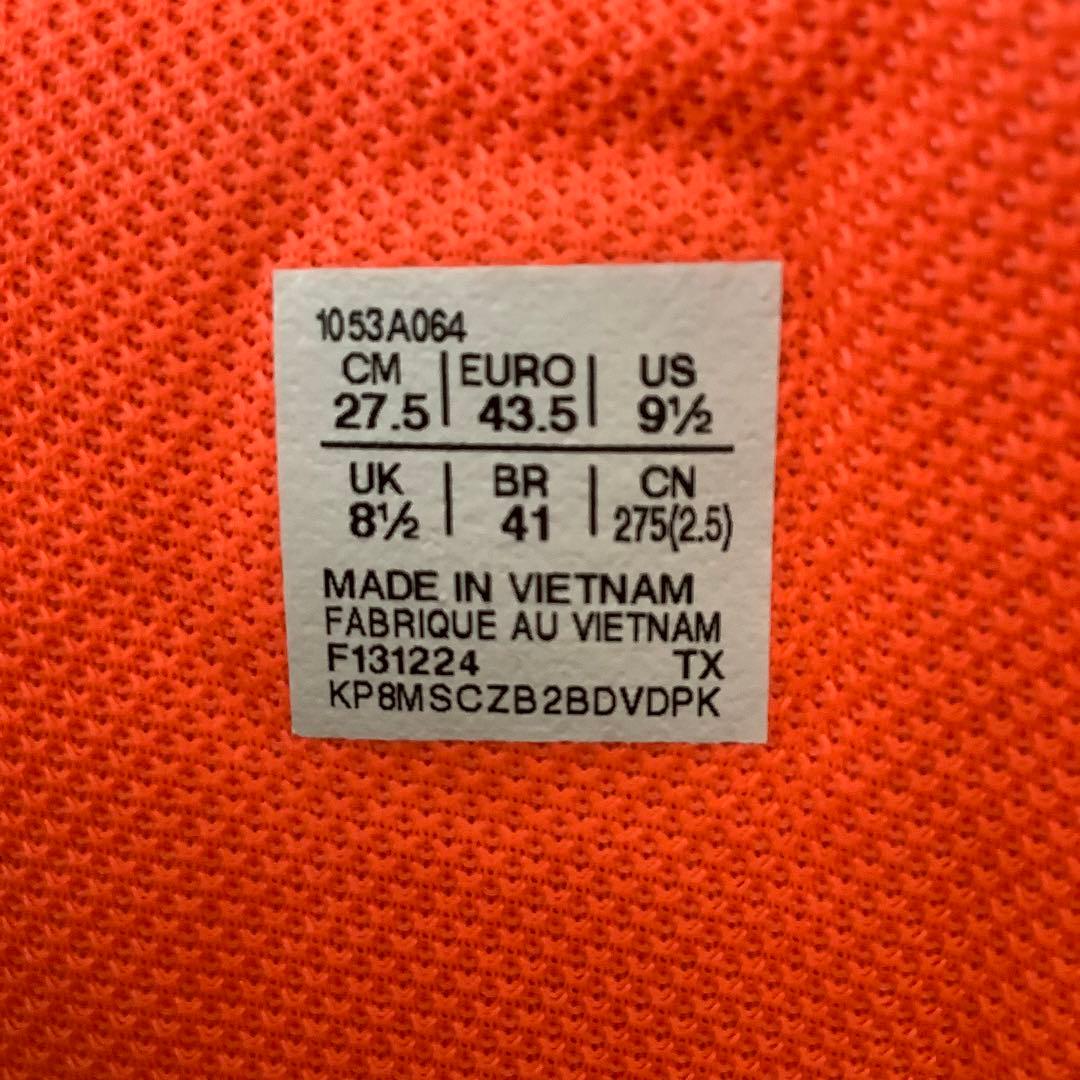 1053A064
CM | EURO | US
27.5 | 43.5 | 9½
UK | BR | CN
8½ | 41 | 275(2.5)
MADE IN VIETNAM
FABRIQUE AU VIETNAM
F131224 TX
KP8MSCZB2BDVDPK